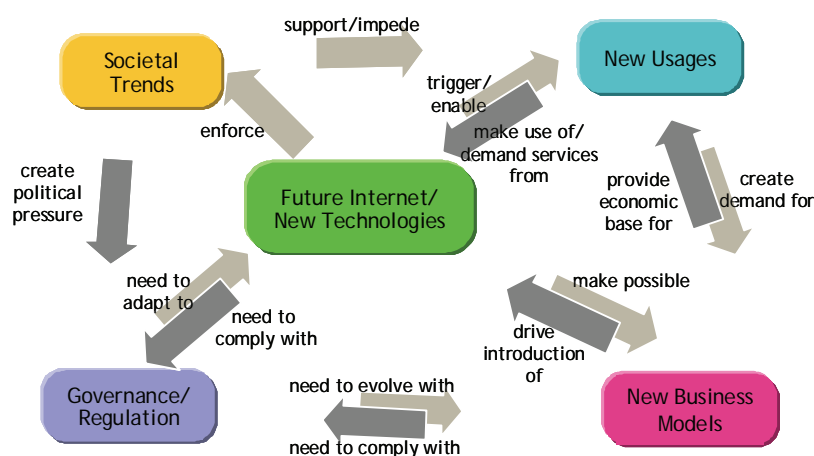 support/impede
Societal
Trends
New Usages
trigger/
enable
enforce
make use of/
demand services
from
create
political
pressure
Future Internet/
New Technologies
provide
economic
base for
create
demand for
need to
adapt to
need to
comply with
make possible
drive
introduction
of
Governance/
Regulation
need to evolve with
need to comply with
New Business
Models